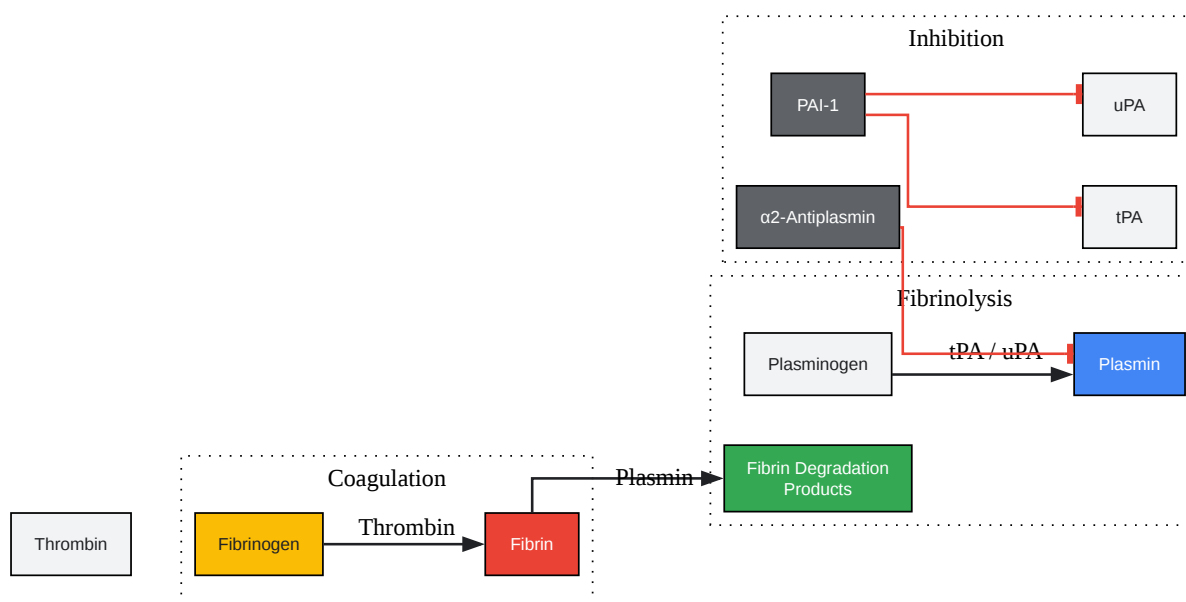 Inhibition
PAI-1
uPA
α2-Antiplasmin
tPA
Fibrinolysis
Plasminogen
tPA / uPA
Plasmin
Fibrin Degradation
Products
Plasmin
Coagulation
Thrombin
Fibrinogen
Thrombin
Fibrin